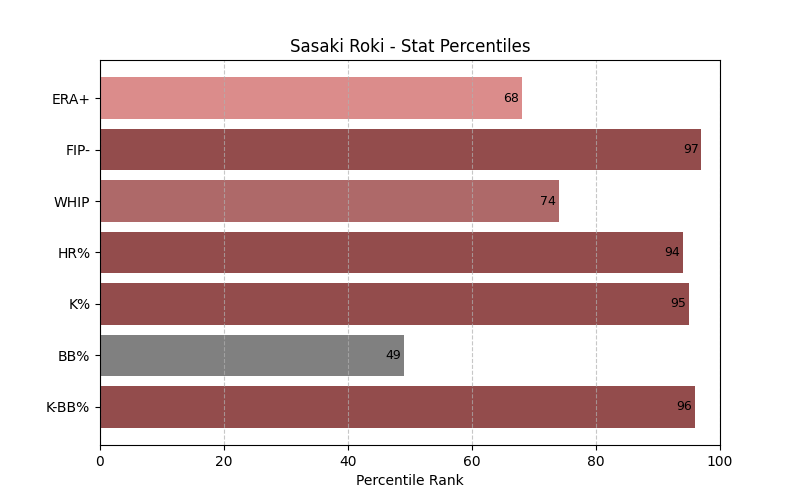 Sasaki Roki - Stat Percentiles
ERA+ 68
FIP- 97
WHIP 74
HR% 94
K% 95
BB% 49
K-BB% 96
0 20 40 60 80 100
Percentile Rank